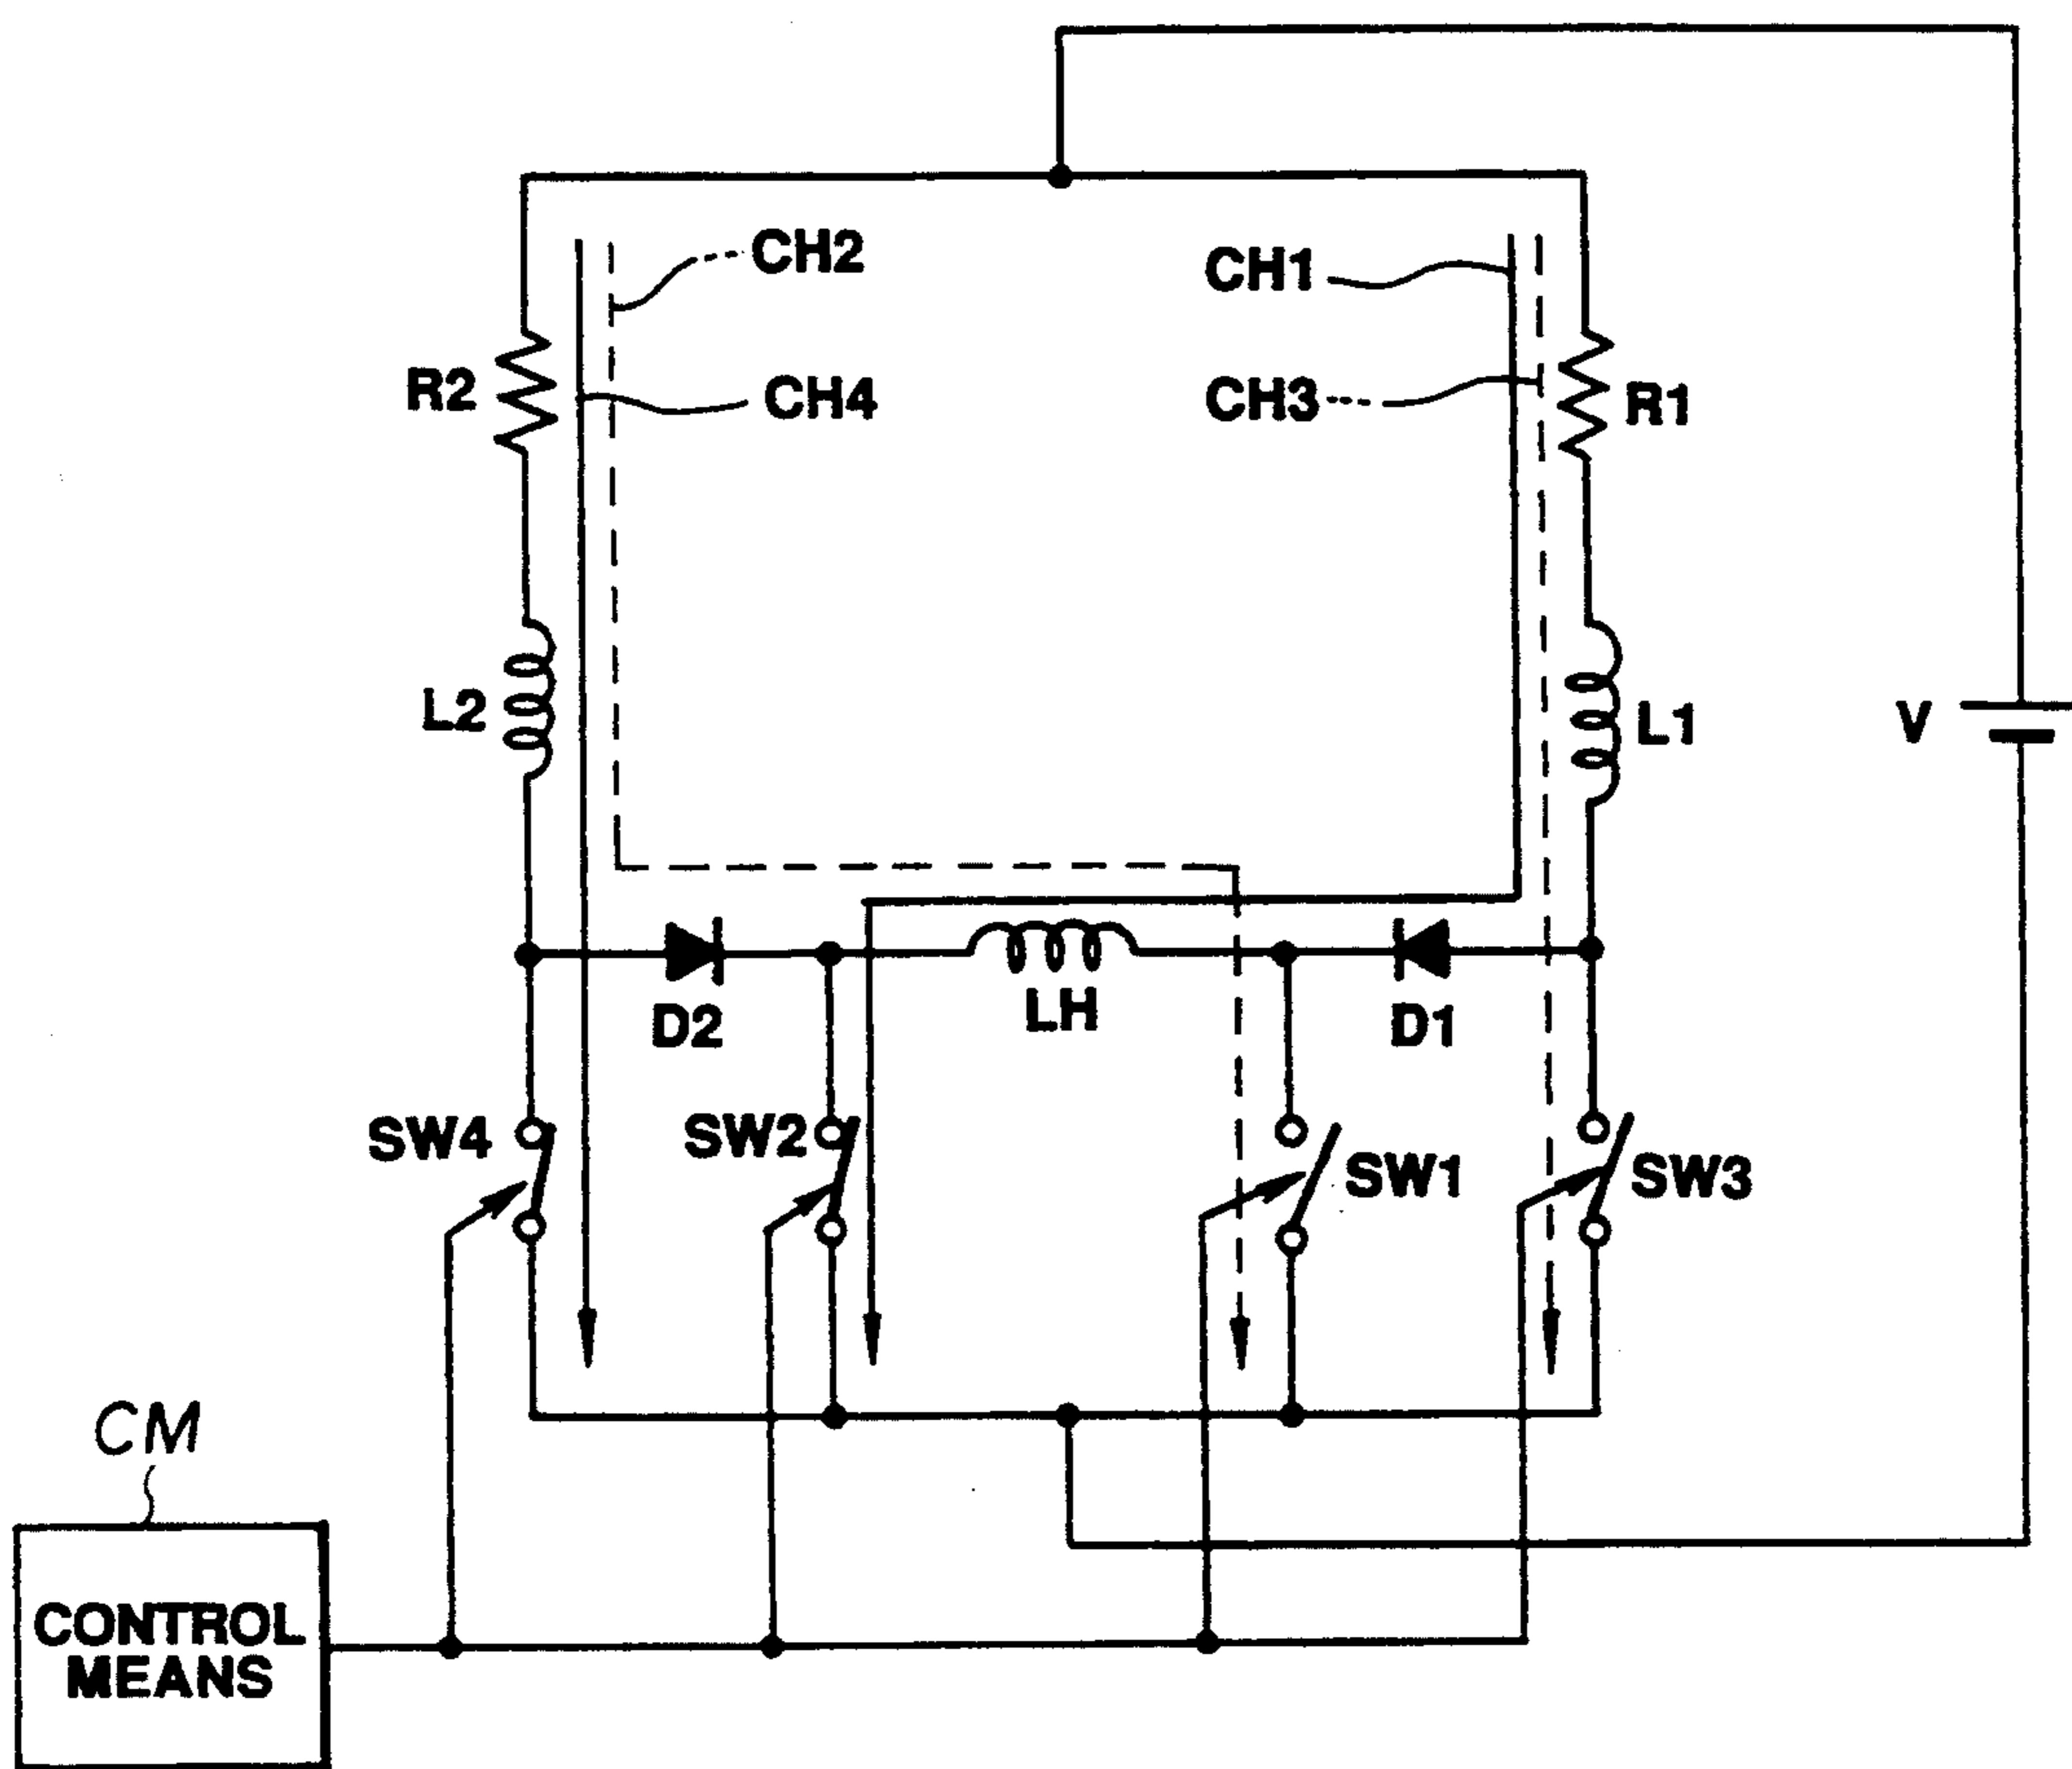 CH2
CH1
R2
CH4
CH3
R1
L2
L1
V
D2
LH
D1
SW4
SW2
SW1
SW3
CM
CONTROL
MEANS